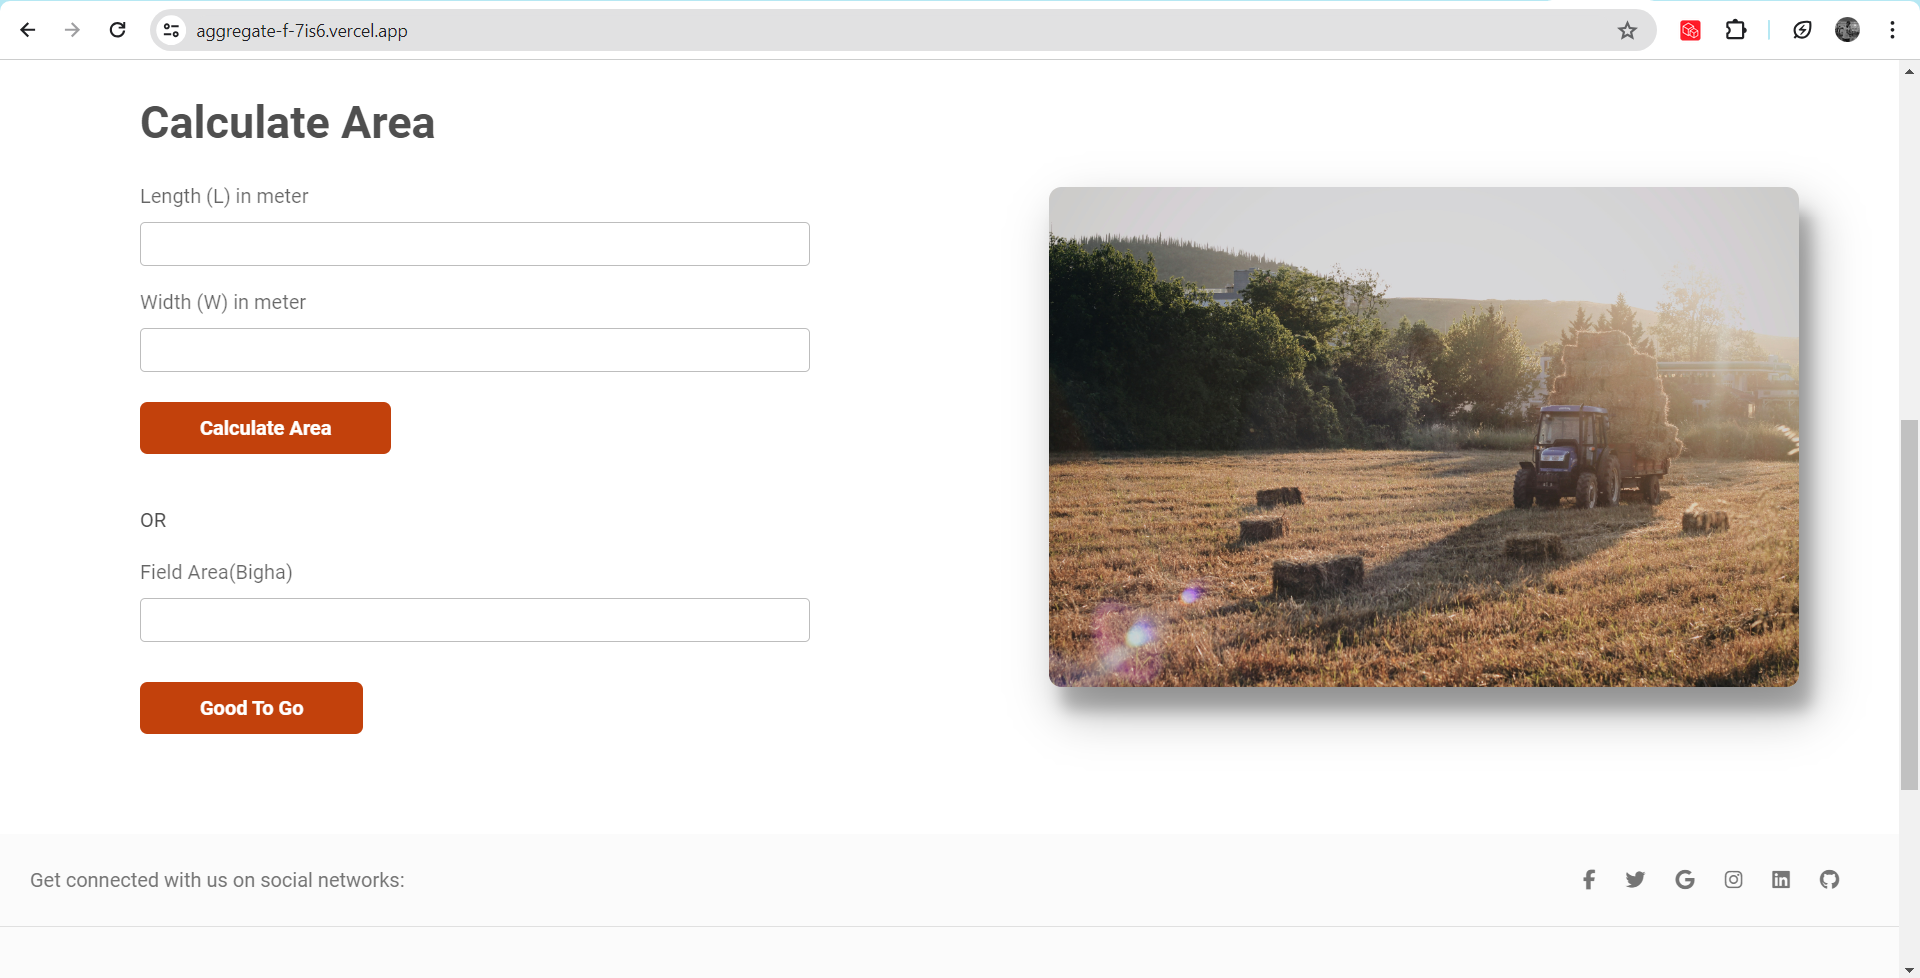 aggregate-f-7is6.vercel.app
Calculate Area
Length (L) in meter
Width (W) in meter
Calculate Area
OR
Field Area(Bigha)
Good To Go
Get connected with us on social networks: